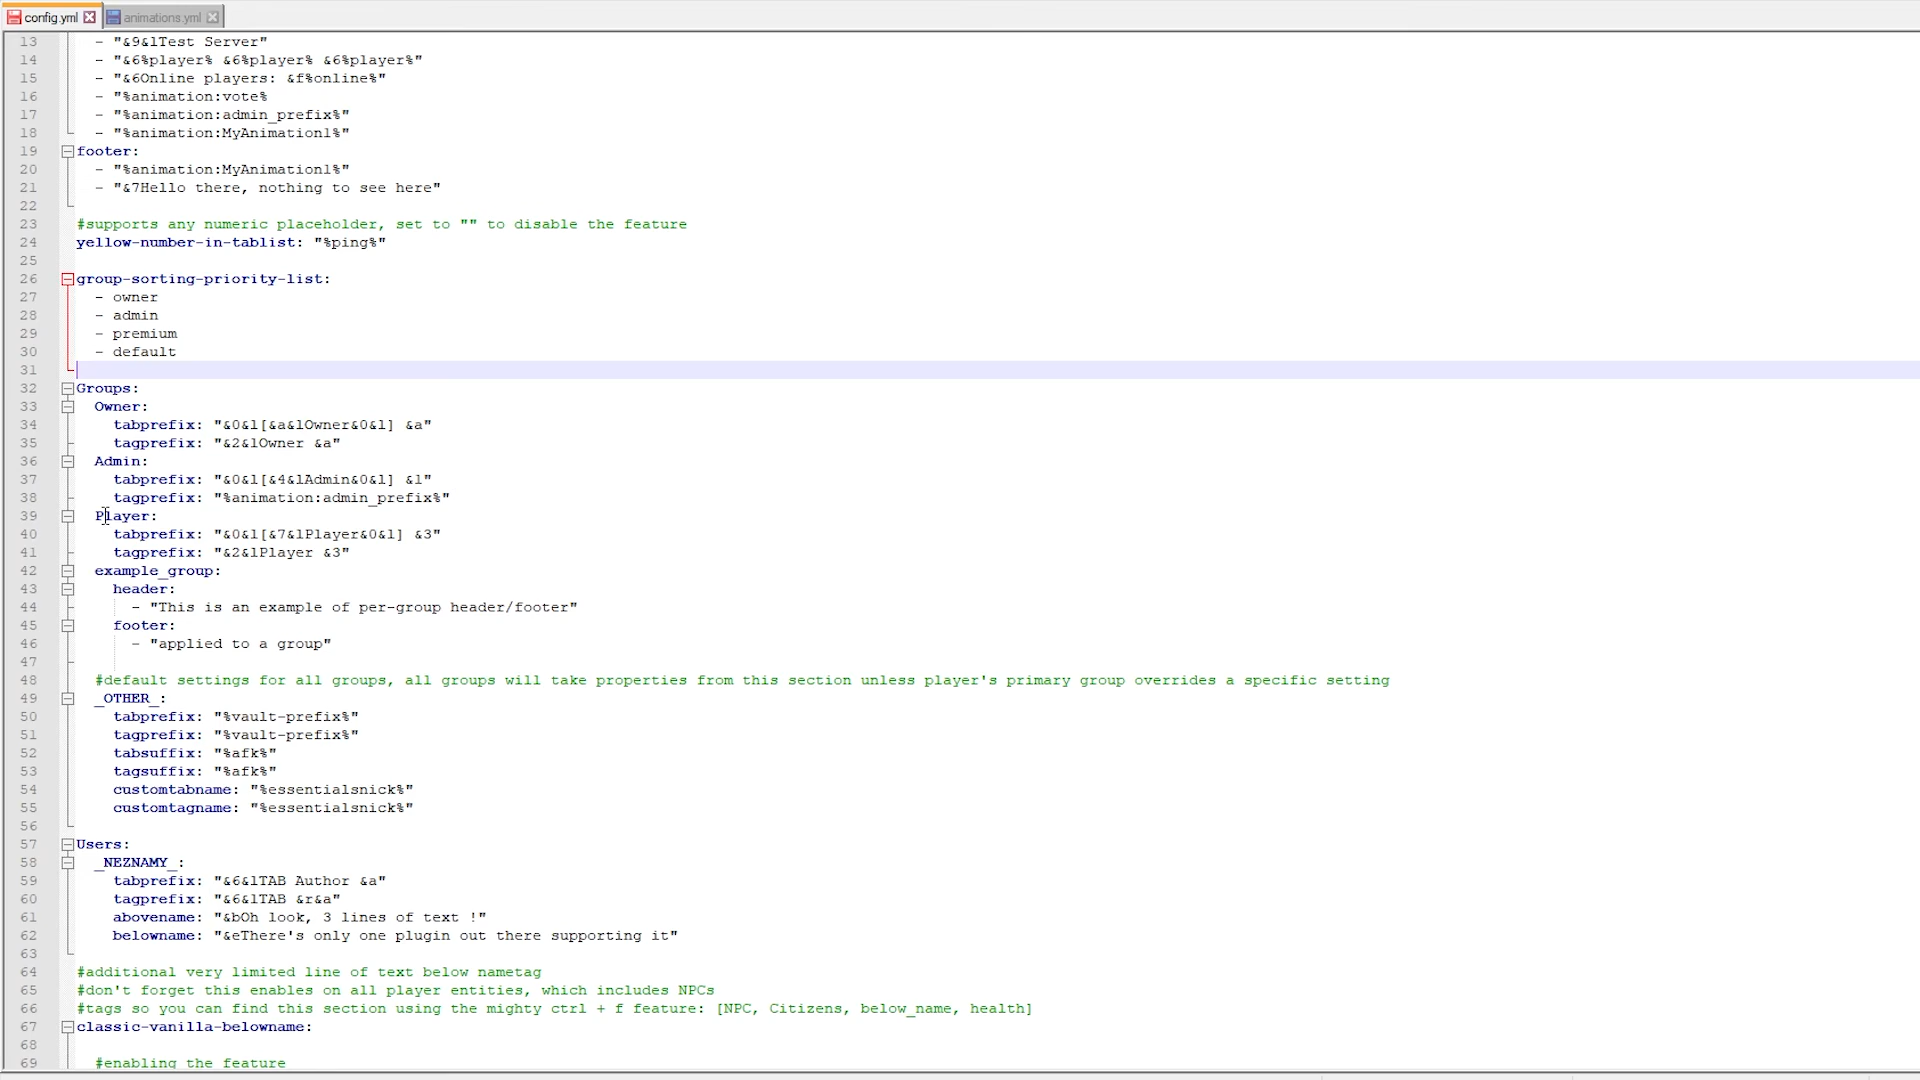 config.yml animations.yml
13 - "&9&lTest Server"
14 - "&6%player% &6%player% &6%player%"
15 - "&6Online players: &f%online%"
16 - "%animation:vote%
17 - "%animation:admin_prefix%"
18 - "%animation:MyAnimation1%"
19 footer:
20 - "%animation:MyAnimation1%"
21 - "&7Hello there, nothing to see here"
22
23 #supports any numeric placeholder, set to "" to disable the feature
24 yellow-number-in-tablist: "%ping%"
25
26 group-sorting-priority-list:
27 - owner
28 - admin
29 - premium
30 - default
31
32 Groups:
33 Owner:
34 tabprefix: "&0&l[&a&lOwner&0&l] &a"
35 tagprefix: "&2&lOwner &a"
36 Admin:
37 tabprefix: "&0&l[&4&lAdmin&0&l] &l"
38 tagprefix: "%animation:admin_prefix%"
39 Player:
40 tabprefix: "&0&l[&7&lPlayer&0&l] &3"
41 tagprefix: "&2&lPlayer &3"
42 example_group:
43 header:
44 - "This is an example of per-group header/footer"
45 footer:
46 - "applied to a group"
47
48 #default settings for all groups, all groups will take properties from this section unless player's primary group overrides a specific setting
49 _OTHER_:
50 tabprefix: "%vault-prefix%"
51 tagprefix: "%vault-prefix%"
52 tabsuffix: "%afk%"
53 tagsuffix: "%afk%"
54 customtabname: "%essentialsnick%"
55 customtagname: "%essentialsnick%"
56
57 Users:
58 _NEZNAMY_:
59 tabprefix: "&6&lTAB Author &a"
60 tagprefix: "&6&lTAB &r&a"
61 abovename: "&bOh look, 3 lines of text !"
62 belowname: "&eThere's only one plugin out there supporting it"
63
64 #additional very limited line of text below nametag
65 #don't forget this enables on all player entities, which includes NPCs
66 #tags so you can find this section using the mighty ctrl + f feature: [NPC, Citizens, below_name, health]
67 classic-vanilla-belowname:
68
69 #enabling the feature